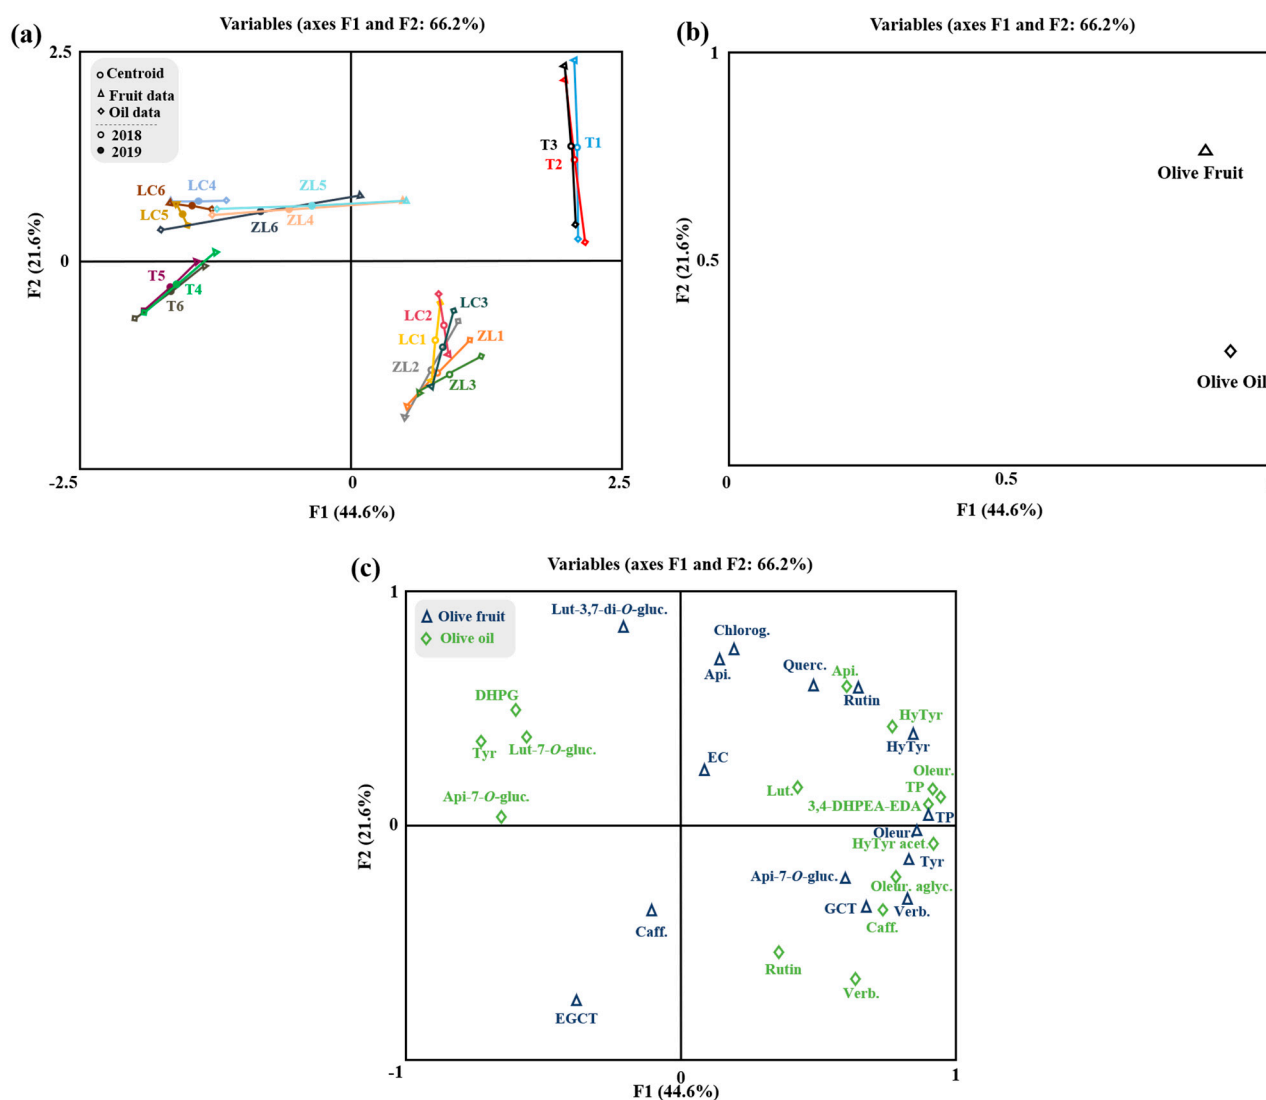 (a)
Variables (axes F1 and F2: 66.2%)
2.5
Centroid
Fruit data
Oil data
2018
2019
T3
T1
T2
LC6
LC4
ZL5
LC5
ZL4
ZL6
0
T5
T4
T6
LC3
LC2
LC1
ZL1
ZL2
ZL3
F2 (21.6%)
-2.5
0
2.5
F1 (44.6%)
(b)
Variables (axes F1 and F2: 66.2%)
1
Olive Fruit
0.5
Olive Oil
F2 (21.6%)
0
0.5
F1 (44.6%)
(c)
Variables (axes F1 and F2: 66.2%)
1
Olive fruit
Olive oil
Lut-3,7-di-O-gluc.
Chlorog.
Api.
Querc.
Api.
Rutin
DHPG
HyTyr
HyTyr
Tyr
Lut-7-O-gluc.
EC
Oleur.
Lut.
TP
Api-7-O-gluc.
3,4-DHPEA-EDA
TP
0
Oleur.
HyTyr acet.
Tyr
Api-7-O-gluc.
Oleur. aglyc.
GCT
Verb.
Caff.
Caff.
Rutin
Verb.
EGCT
F2 (21.6%)
-1
0
1
F1 (44.6%)